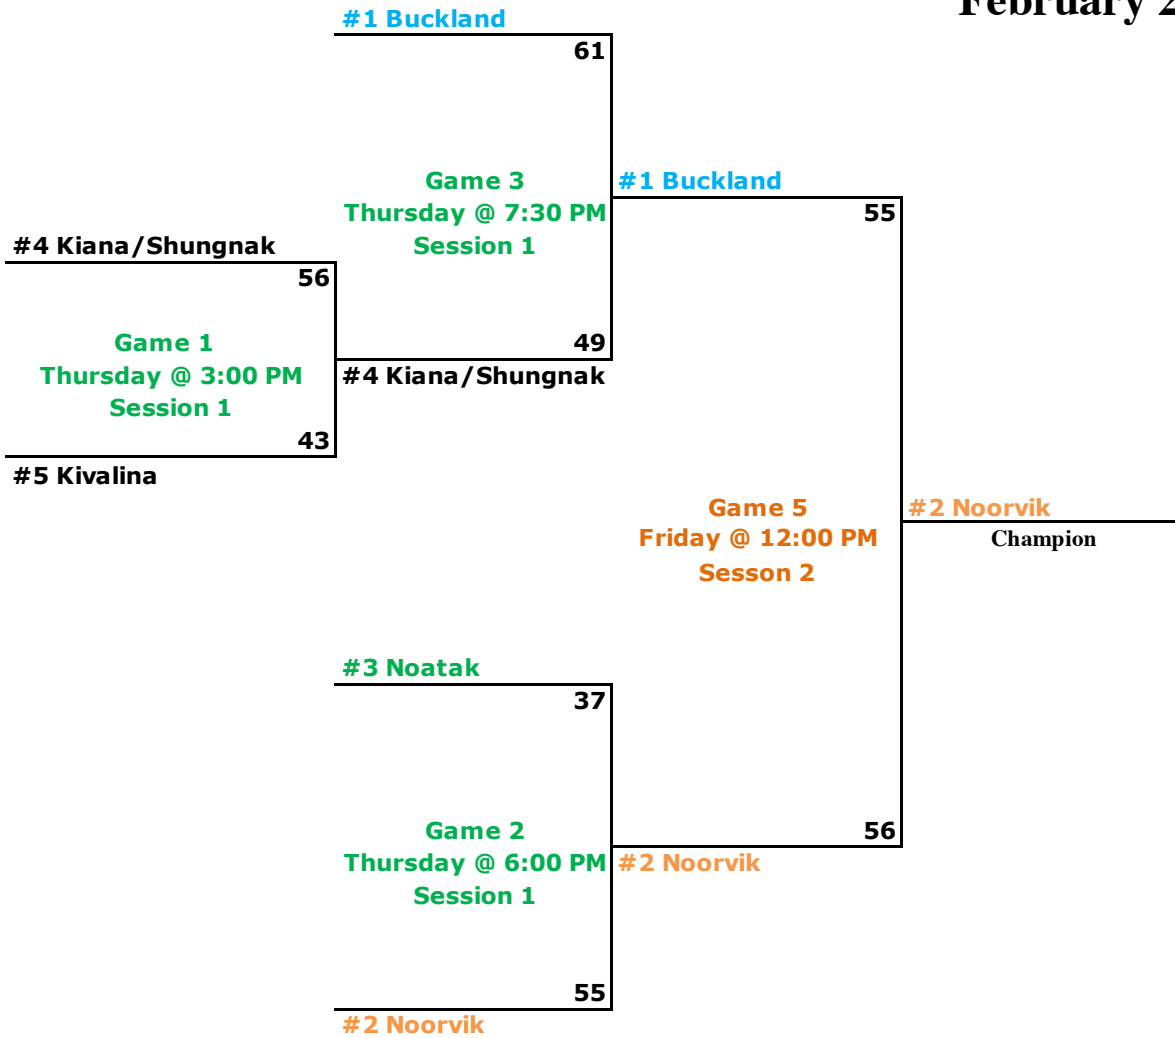 February 2
#1 Buckland
61
Game 3
Thursday @ 7:30 PM
Session 1
#1 Buckland
55
#4 Kiana/Shungnak
56
Game 1
Thursday @ 3:00 PM
Session 1
49
#4 Kiana/Shungnak
43
#5 Kivalina
Game 5
Friday @ 12:00 PM
Sesson 2
#2 Noorvik
Champion
#3 Noatak
37
Game 2
Thursday @ 6:00 PM
Session 1
56
#2 Noorvik
55
#2 Noorvik